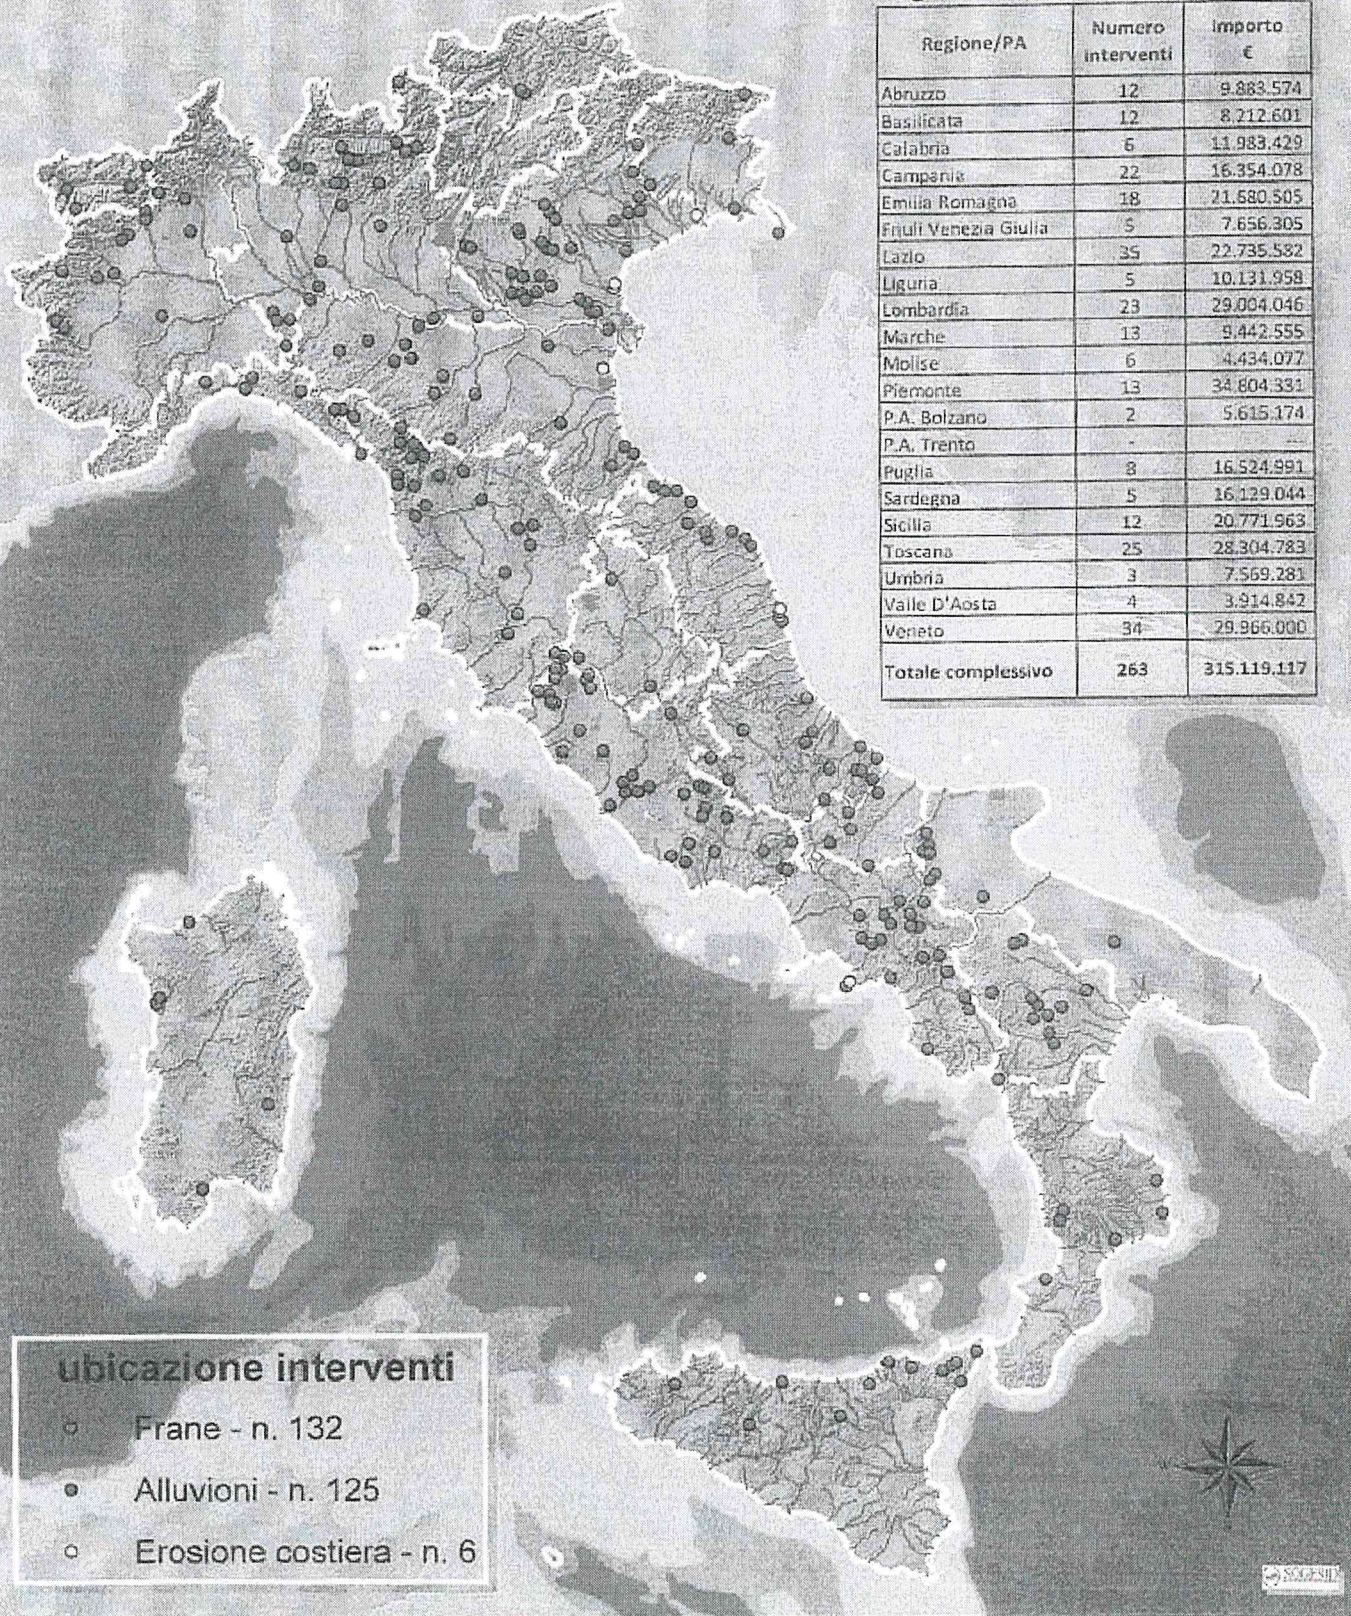 Regione/PA Numero interventi Importo €
Abruzzo 12 9.883.574
Basilicata 12 8.212.601
Calabria 6 11.983.429
Campania 22 16.354.078
Emilia Romagna 18 21.680.505
Friuli Venezia Giulia 5 7.656.305
Lazio 35 22.735.582
Liguria 5 10.131.958
Lombardia 23 29.004.046
Marche 13 9.442.555
Molise 6 4.434.077
Piemonte 13 34.804.331
P.A. Bolzano 2 5.615.174
P.A. Trento - ---
Puglia 8 16.524.991
Sardegna 5 16.129.044
Sicilia 12 20.771.963
Toscana 25 28.304.783
Umbria 3 7.569.281
Valle D'Aosta 4 3.914.842
Veneto 34 29.966.000
Totale complessivo 263 315.119.117
ubicazione interventi
Frane - n. 132
Alluvioni - n. 125
Erosione costiera - n. 6
SOGESID